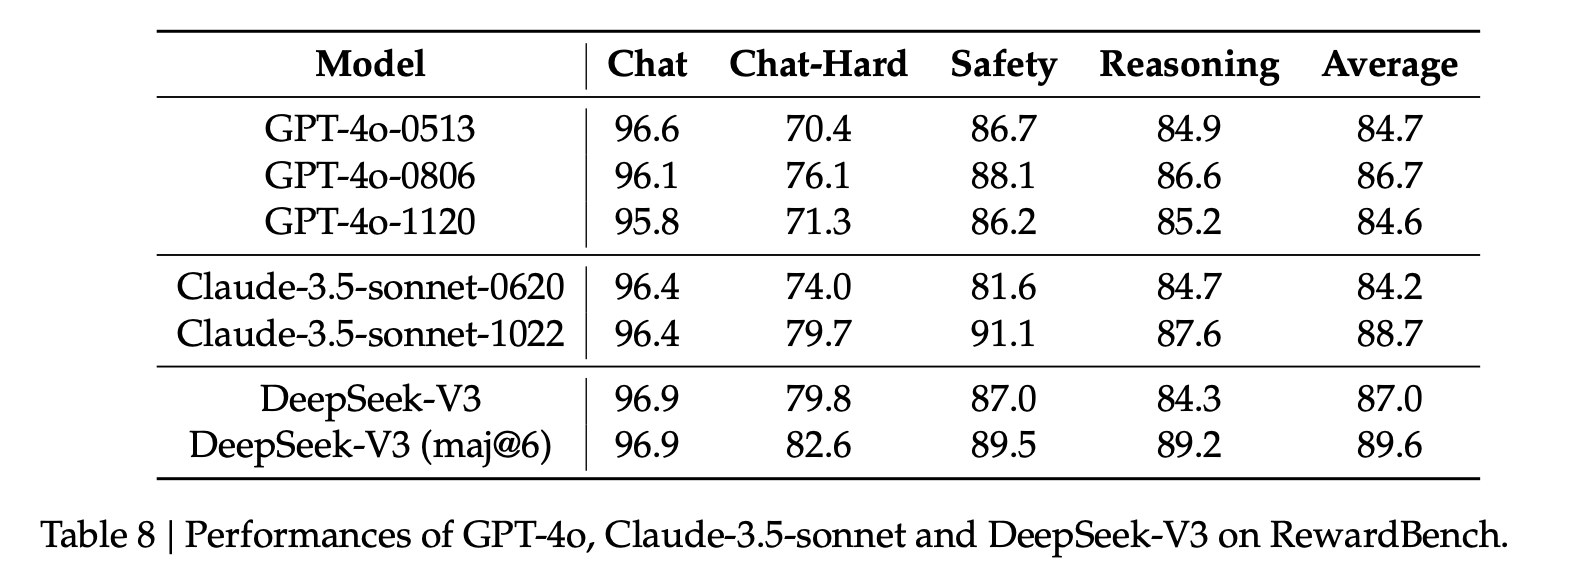 Model Chat Chat-Hard Safety Reasoning Average
GPT-4o-0513 96.6 70.4 86.7 84.9 84.7
GPT-4o-0806 96.1 76.1 88.1 86.6 86.7
GPT-4o-1120 95.8 71.3 86.2 85.2 84.6
Claude-3.5-sonnet-0620 96.4 74.0 81.6 84.7 84.2
Claude-3.5-sonnet-1022 96.4 79.7 91.1 87.6 88.7
DeepSeek-V3 96.9 79.8 87.0 84.3 87.0
DeepSeek-V3 (maj@6) 96.9 82.6 89.5 89.2 89.6
Table 8 | Performances of GPT-4o, Claude-3.5-sonnet and DeepSeek-V3 on RewardBench.